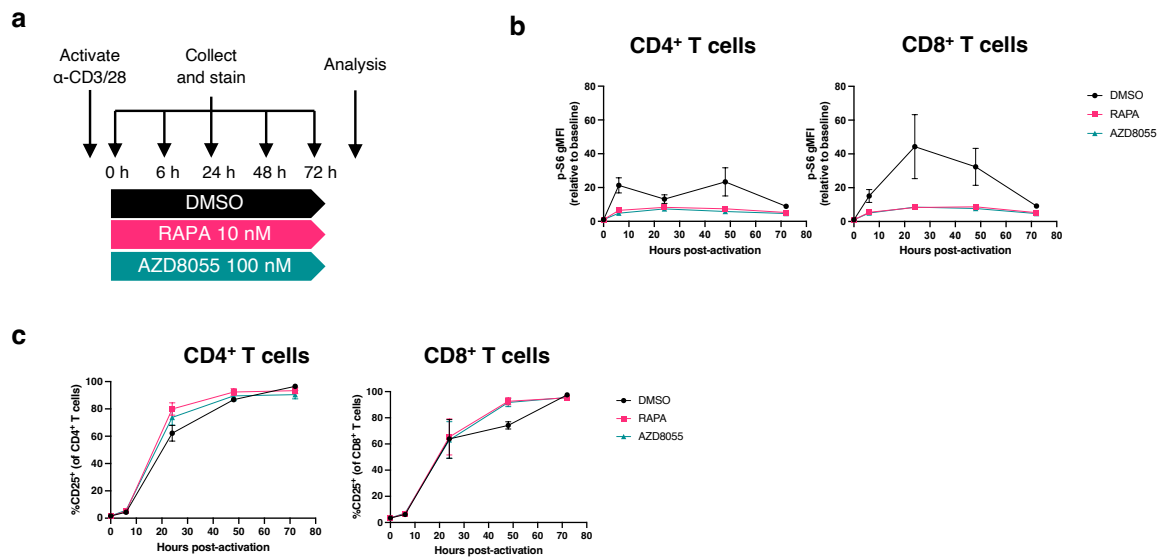 a
Activate
α-CD3/28
Collect
and stain
Analysis
0 h
6 h
24 h
48 h
72 h
DMSO
RAPA 10 nM
AZD8055 100 nM
b
CD4+ T cells
p-S6 gMFI
(relative to baseline)
80
60
40
20
0
0 10 20 30 40 50 60 70 80
Hours post-activation
CD8+ T cells
p-S6 gMFI
(relative to baseline)
80
60
40
20
0
0 10 20 30 40 50 60 70 80
Hours post-activation
DMSO
RAPA
AZD8055
c
CD4+ T cells
%CD25+ (of CD4+ T cells)
100
80
60
40
20
0
0 10 20 30 40 50 60 70 80
Hours post-activation
CD8+ T cells
%CD25+ (of CD8+ T cells)
100
80
60
40
20
0
0 10 20 30 40 50 60 70 80
Hours post-activation
DMSO
RAPA
AZD8055